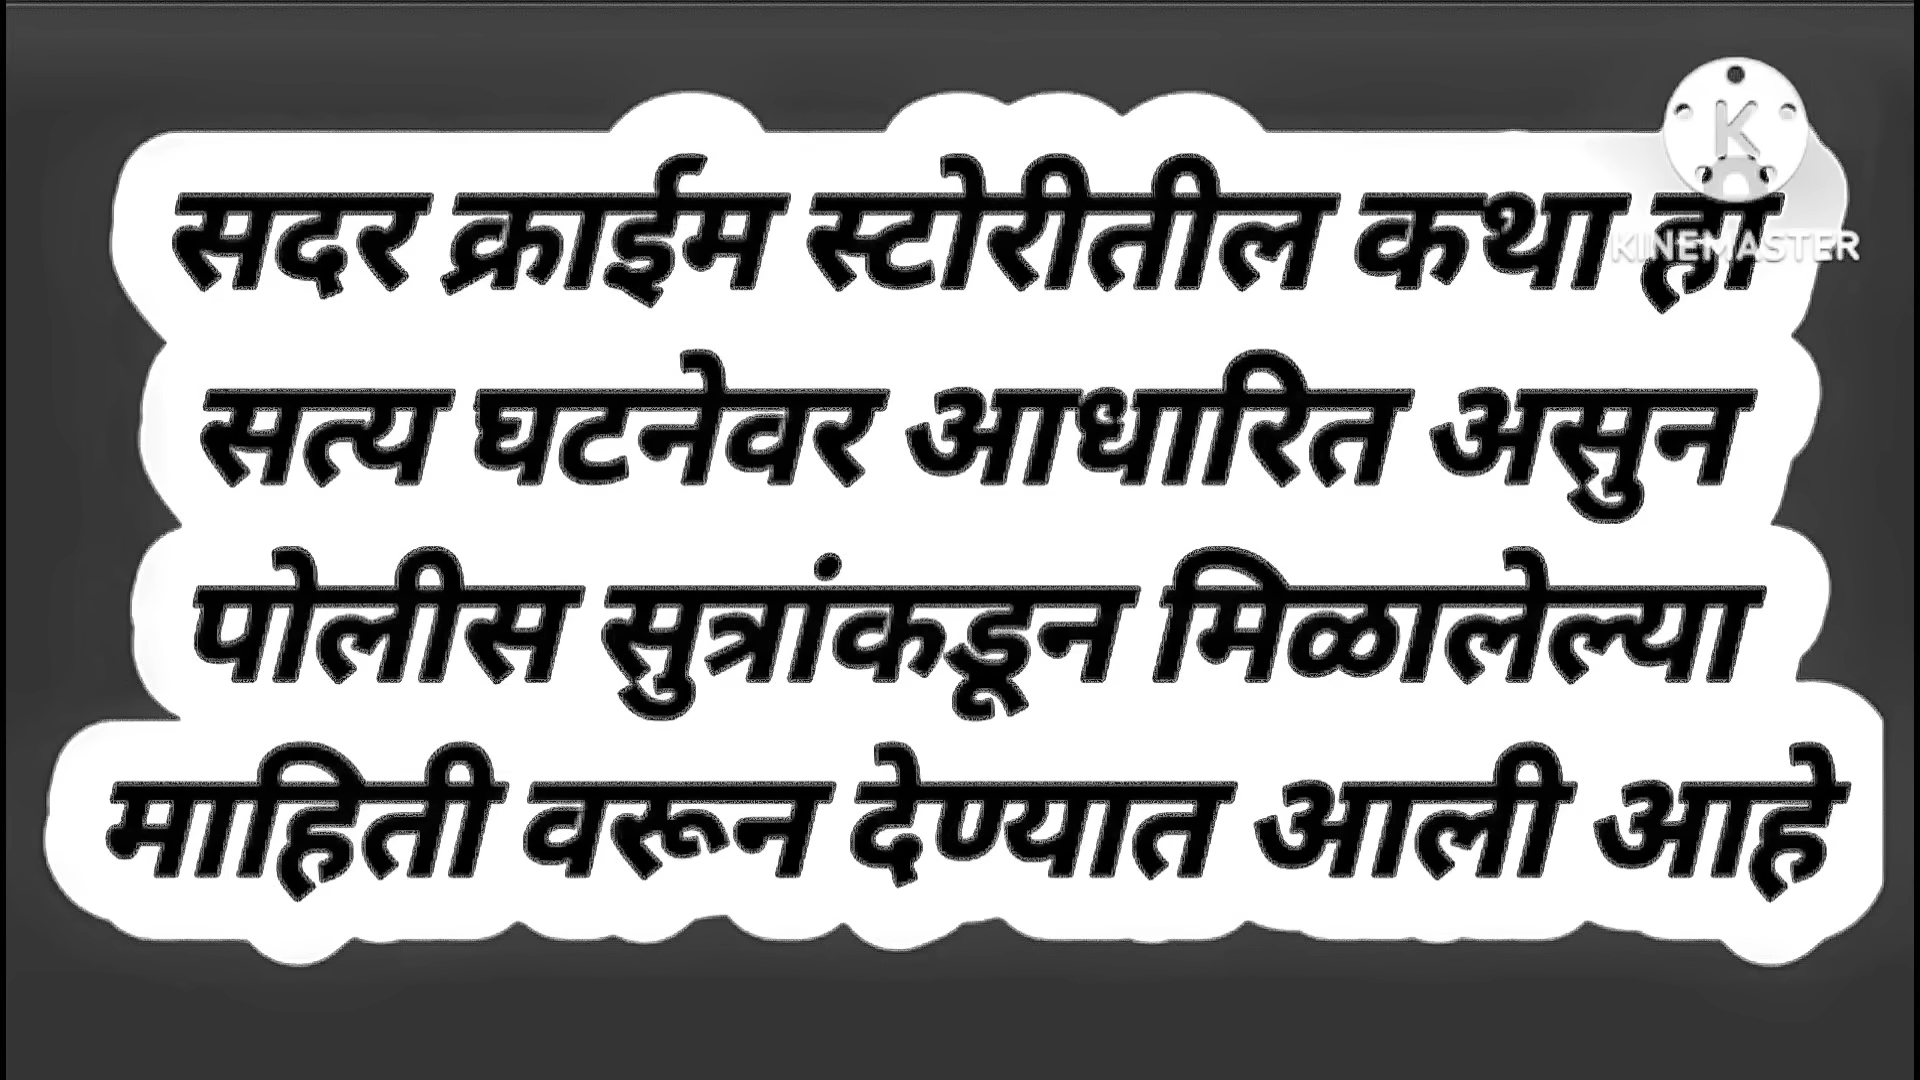 सदर क्राईम स्टोरीतील कथा हा
सत्य घटनेवर आधारित असुन
पोलीस सुत्रांकडून मिळालेल्या
माहिती वरून देण्यात आली आहे
K
KINEMASTER